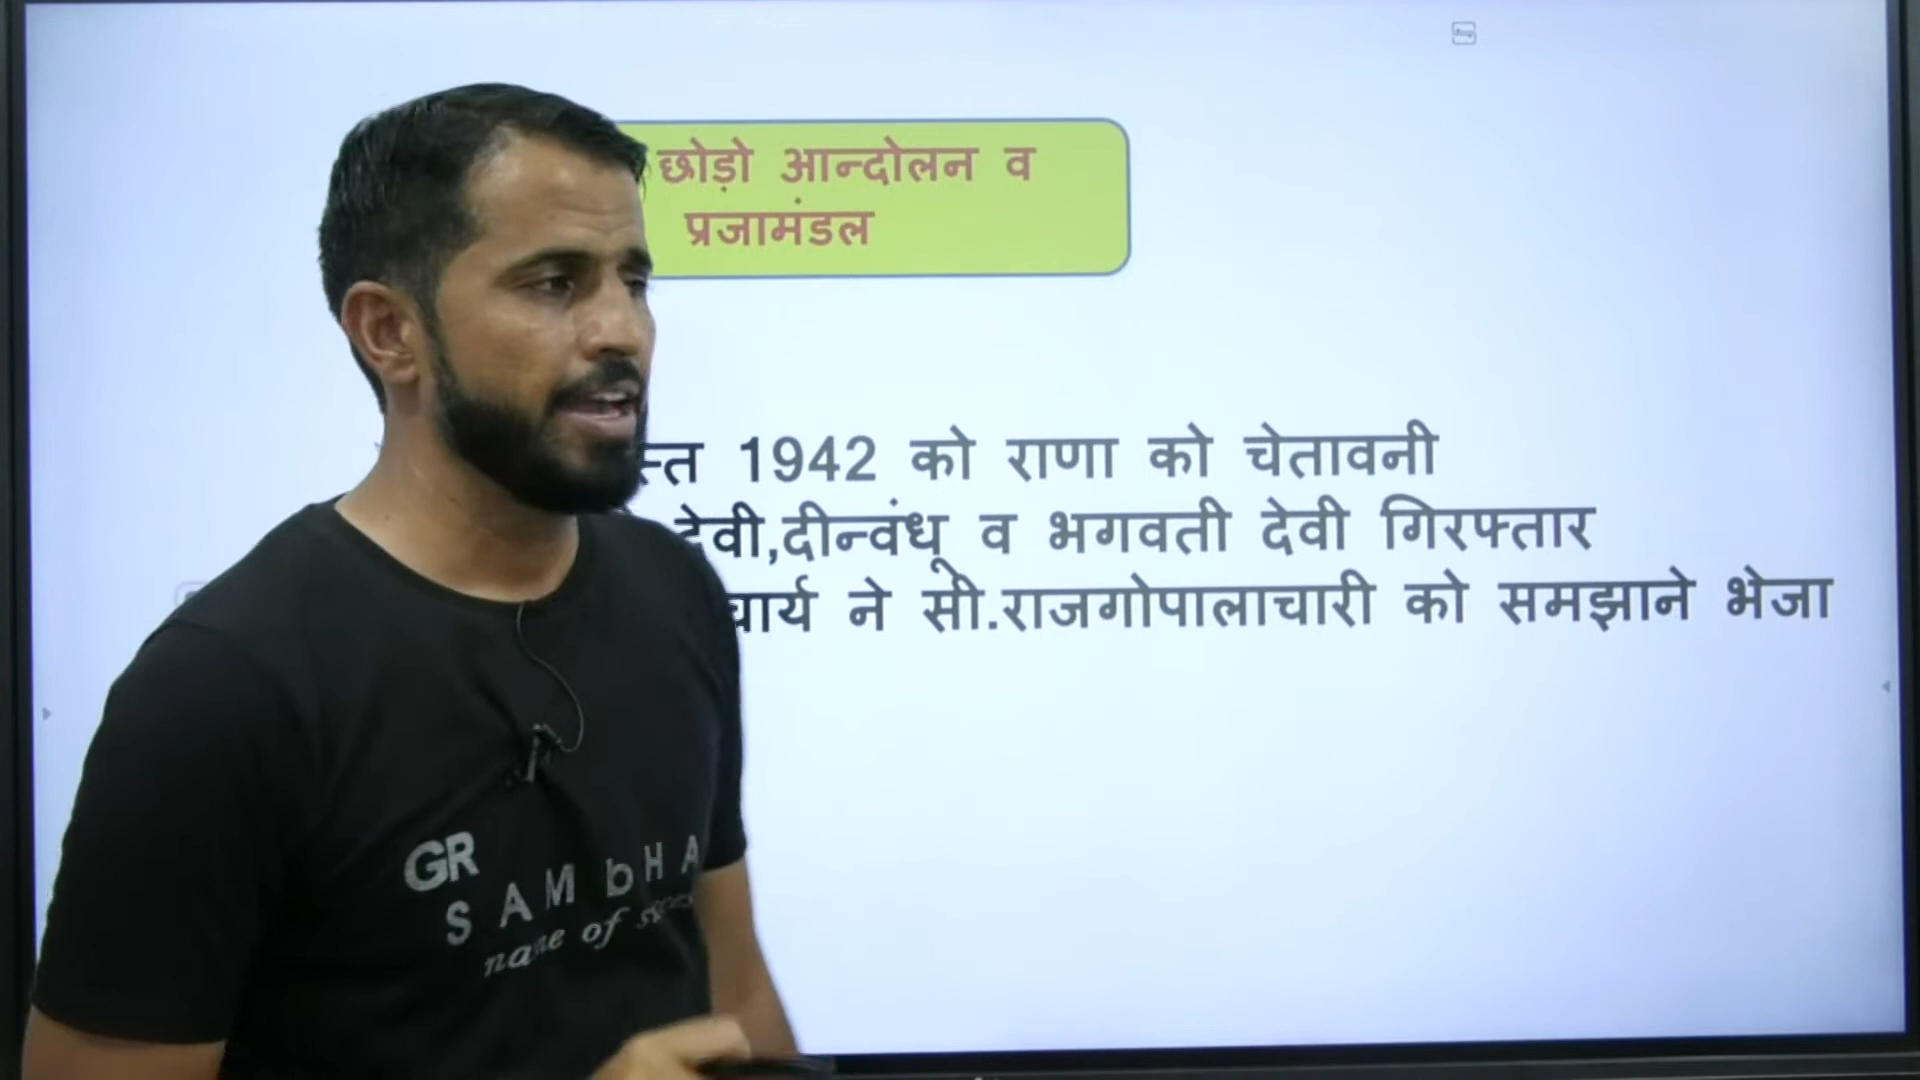 छोड़ो आन्दोलन व
प्रजामंडल
1942 को राणा को चेतावनी
देवी,दीन्वंधू व भगवती देवी गिरफ्तार
ने सी.राजगोपालाचारी को समझाने भेजा
GR
SAMbHA
name of